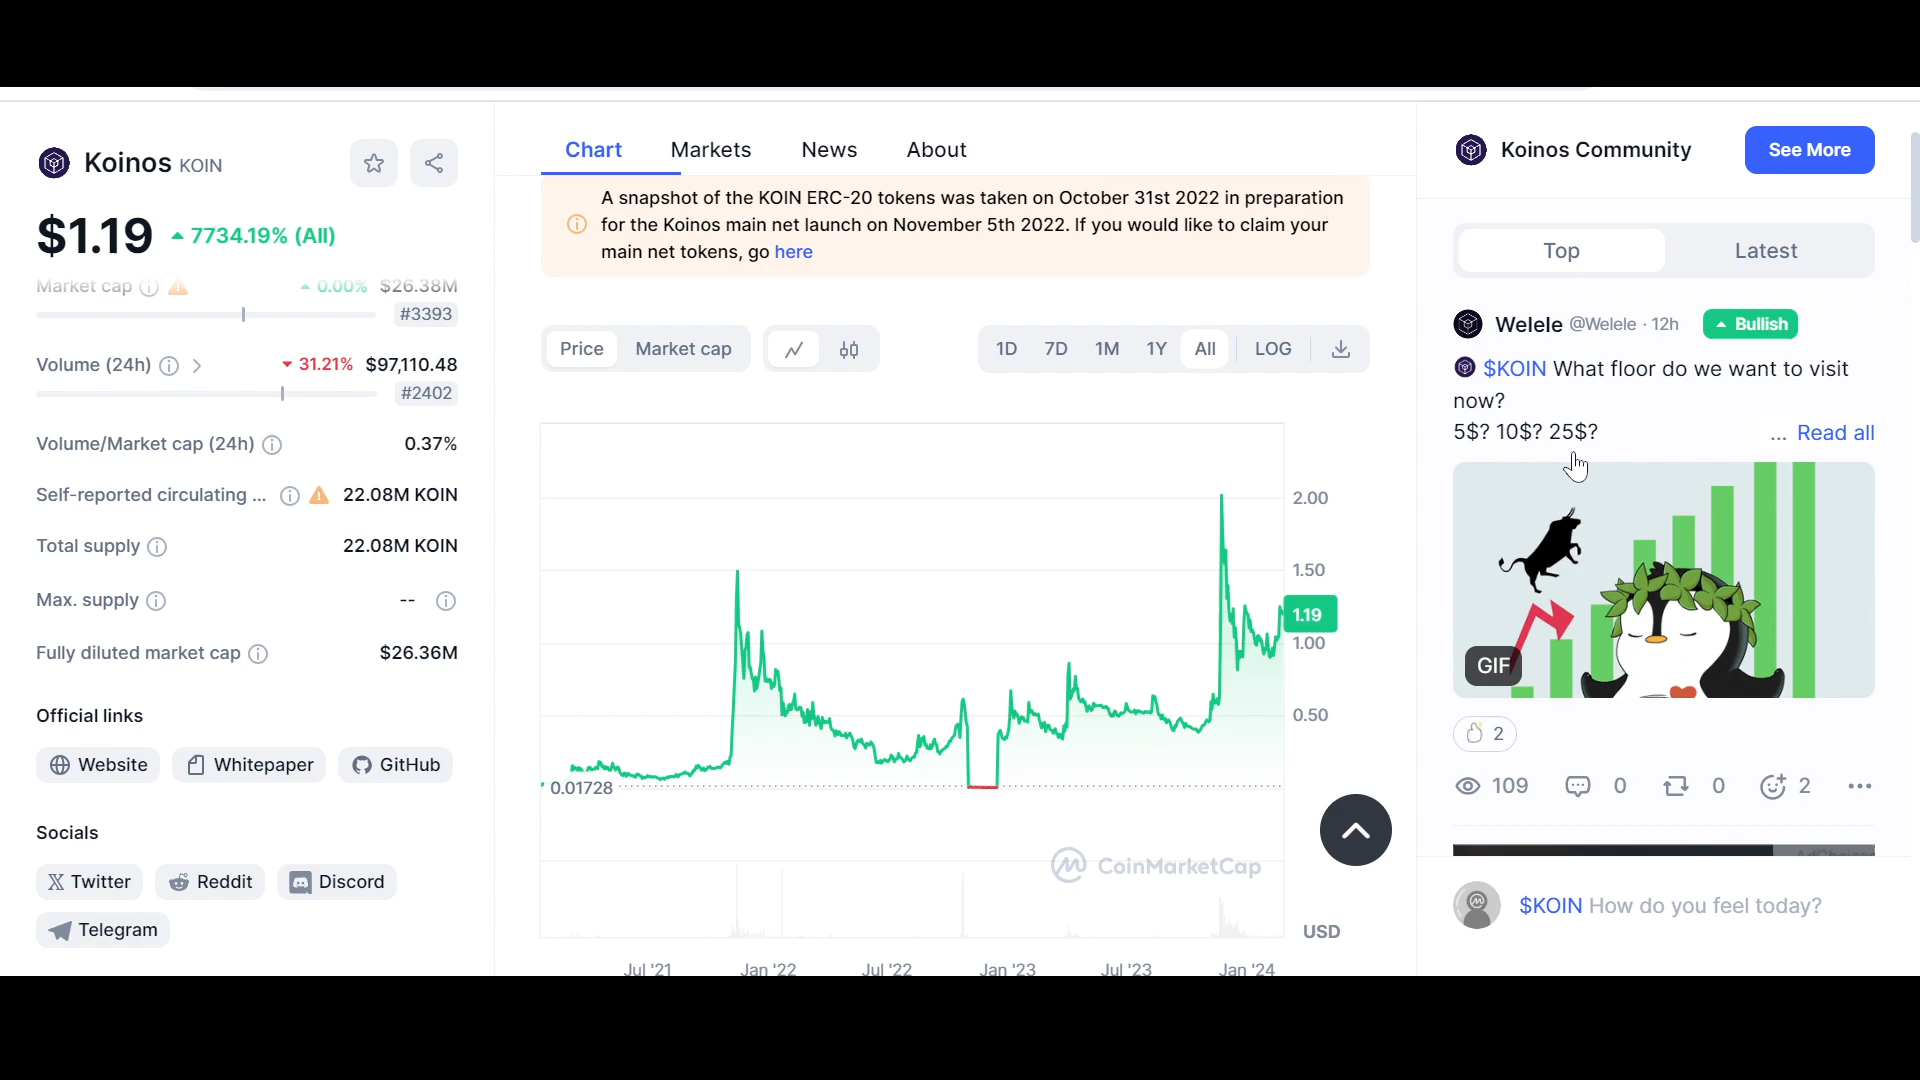 Koinos KOIN
$1.19 7734.19% (All)
Market cap 0.00% $26.38M
#3393
Volume (24h) 31.21% $97,110.48
#2402
Volume/Market cap (24h) 0.37%
Self-reported circulating ... 22.08M KOIN
Total supply 22.08M KOIN
Max. supply --
Fully diluted market cap $26.36M
Official links
Website Whitepaper GitHub
Socials
Twitter Reddit Discord
Telegram
Chart Markets News About
A snapshot of the KOIN ERC-20 tokens was taken on October 31st 2022 in preparation
for the Koinos main net launch on November 5th 2022. If you would like to claim your
main net tokens, go here
Price Market cap 1D 7D 1M 1Y All LOG
2.00
1.50
1.19
1.00
0.50
0.01728
CoinMarketCap
USD
Jul '21 Jan '22 Jul '22 Jan '23 Jul '23 Jan '24
Koinos Community See More
Top Latest
Welele @Welele · 12h Bullish
$KOIN What floor do we want to visit
now?
5$? 10$? 25$? ... Read all
GIF
2
109 0 0 2
AdChoices
$KOIN How do you feel today?